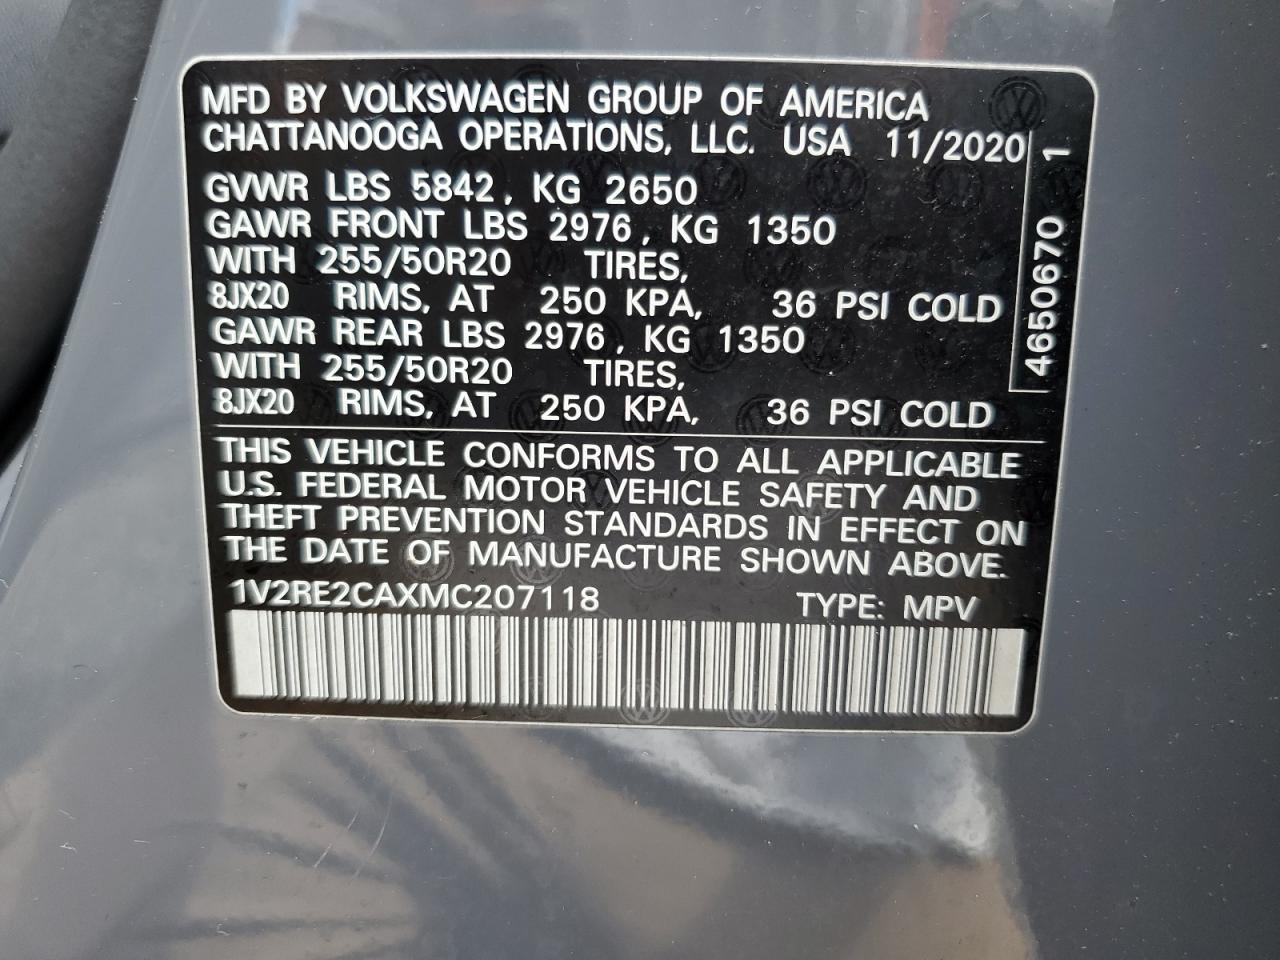 MFD BY VOLKSWAGEN GROUP OF AMERICA
CHATTANOOGA OPERATIONS, LLC. USA 11/2020
GVWR LBS 5842, KG 2650
GAWR FRONT LBS 2976, KG 1350
WITH 255/50R20 TIRES,
8JX20 RIMS, AT 250 KPA, 36 PSI COLD
GAWR REAR LBS 2976, KG 1350
WITH 255/50R20 TIRES,
8JX20 RIMS, AT 250 KPA, 36 PSI COLD
4650670 1
THIS VEHICLE CONFORMS TO ALL APPLICABLE
U.S. FEDERAL MOTOR VEHICLE SAFETY AND
THEFT PREVENTION STANDARDS IN EFFECT ON
THE DATE OF MANUFACTURE SHOWN ABOVE.
1V2RE2CAXMC207118 TYPE: MPV